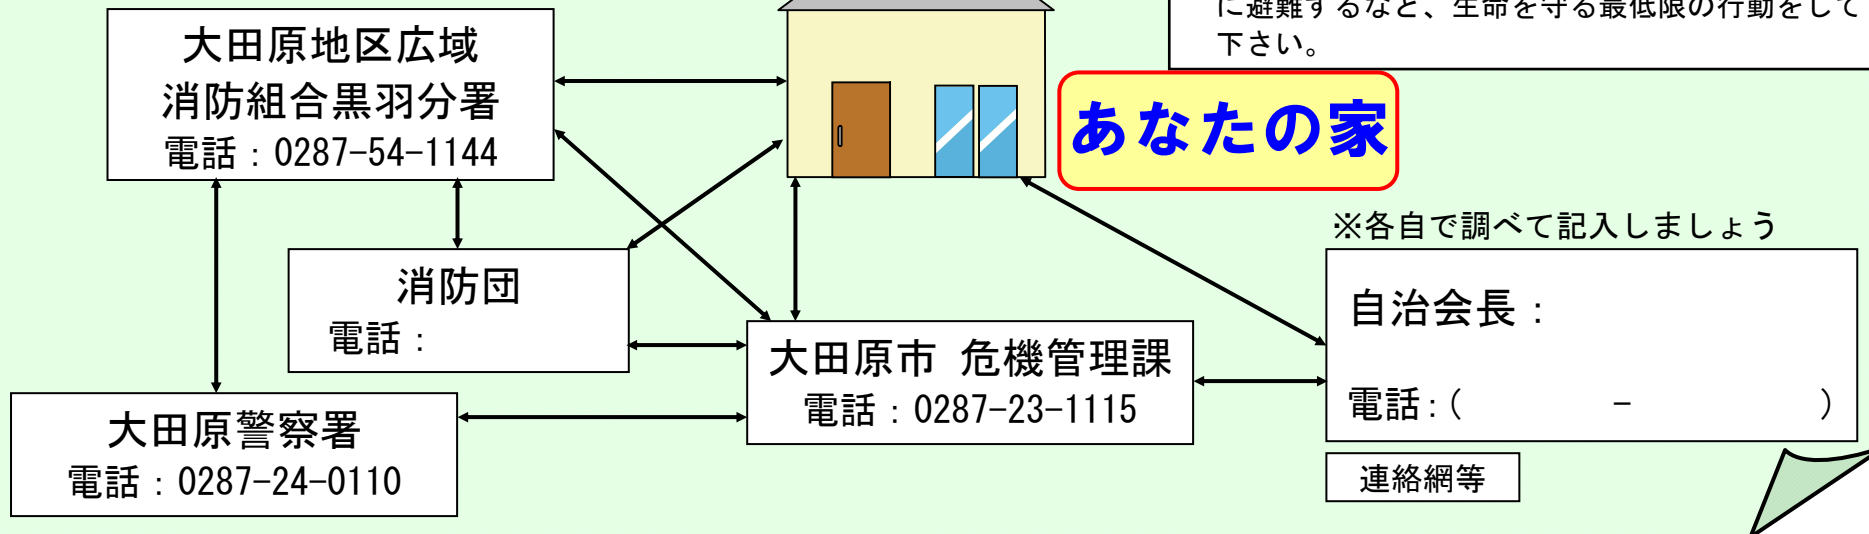 に避難するなど、生命を守る最低限の行動をして
下さい。
大田原地区広域
消防組合黒羽分署
電話：0287-54-1144
あなたの家
※各自で調べて記入しましょう
消防団
電話：
自治会長：
電話：(　　　－　　　)
大田原市 危機管理課
電話：0287-23-1115
大田原警察署
電話：0287-24-0110
連絡網等